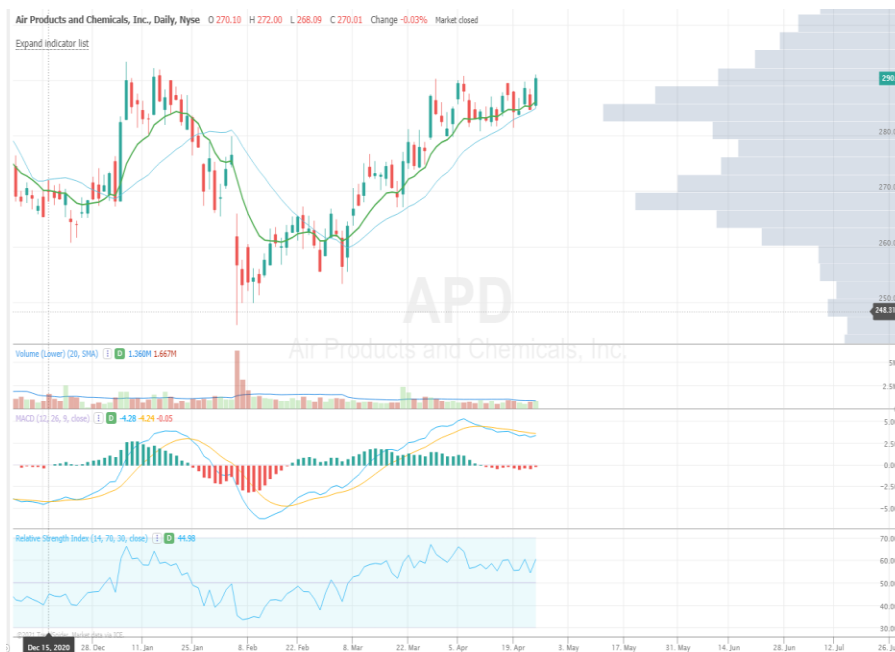 Air Products and Chemicals, Inc., Daily, Nyse O 270.10 H 272.00 L 268.09 C 270.01 Change -0.03% Market closed
Expand indicator list
290.
280.0
270.0
260.0
250.0
248.31
APD
Air Products and Chemicals, Inc.
Volume (Lower) (20, SMA) D 1.360M 1.667M
5M
2.5M
0
MACD (12, 26, 9, close) D -4.28 -4.24 -0.05
5.00
0.00
-2.50
-5.00
Relative Strength Index (14, 70, 30, close) D 44.98
70.00
60.00
50.00
40.00
30.00
Dec 15, 2020 28. Dec 11. Jan 25. Jan 8. Feb 22. Feb 8. Mar 22. Mar 5. Apr 19. Apr 3. May 17. May 31. May 14. Jun 28. Jun 12. Jul 26. J